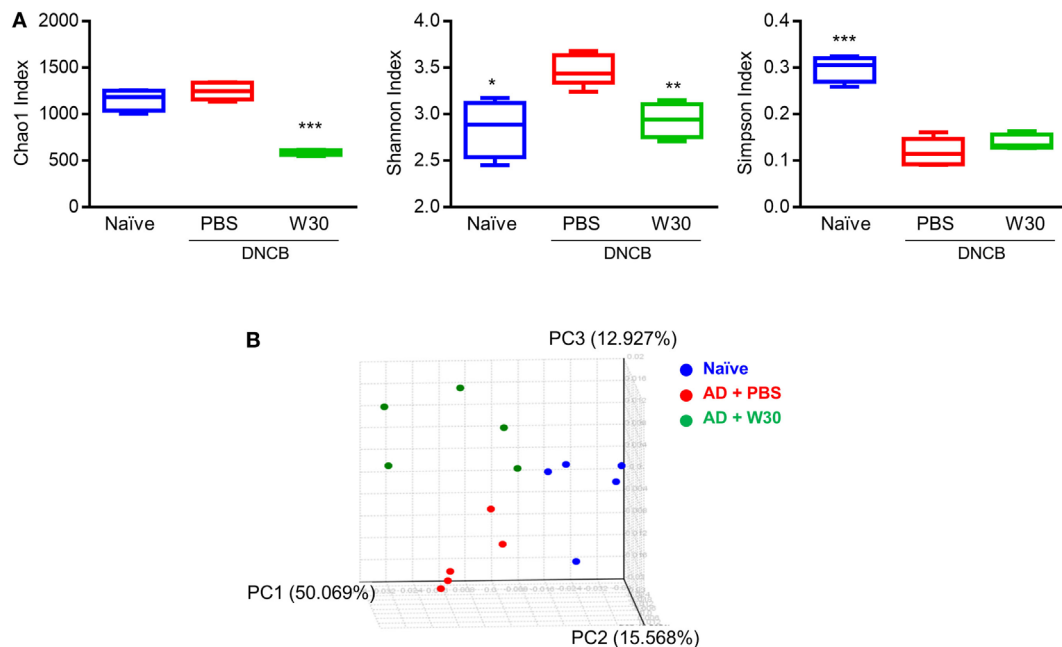 A
2000
1500
1000
500
0
Chao1 Index
***
Naïve
PBS
W30
DNCB
4.0
3.5
3.0
2.5
2.0
Shannon Index
*
**
Naïve
PBS
W30
DNCB
0.4
0.3
0.2
0.1
0.0
Simpson Index
***
Naïve
PBS
W30
DNCB
B
PC3 (12.927%)
Naïve
AD + PBS
AD + W30
PC1 (50.069%)
PC2 (15.568%)